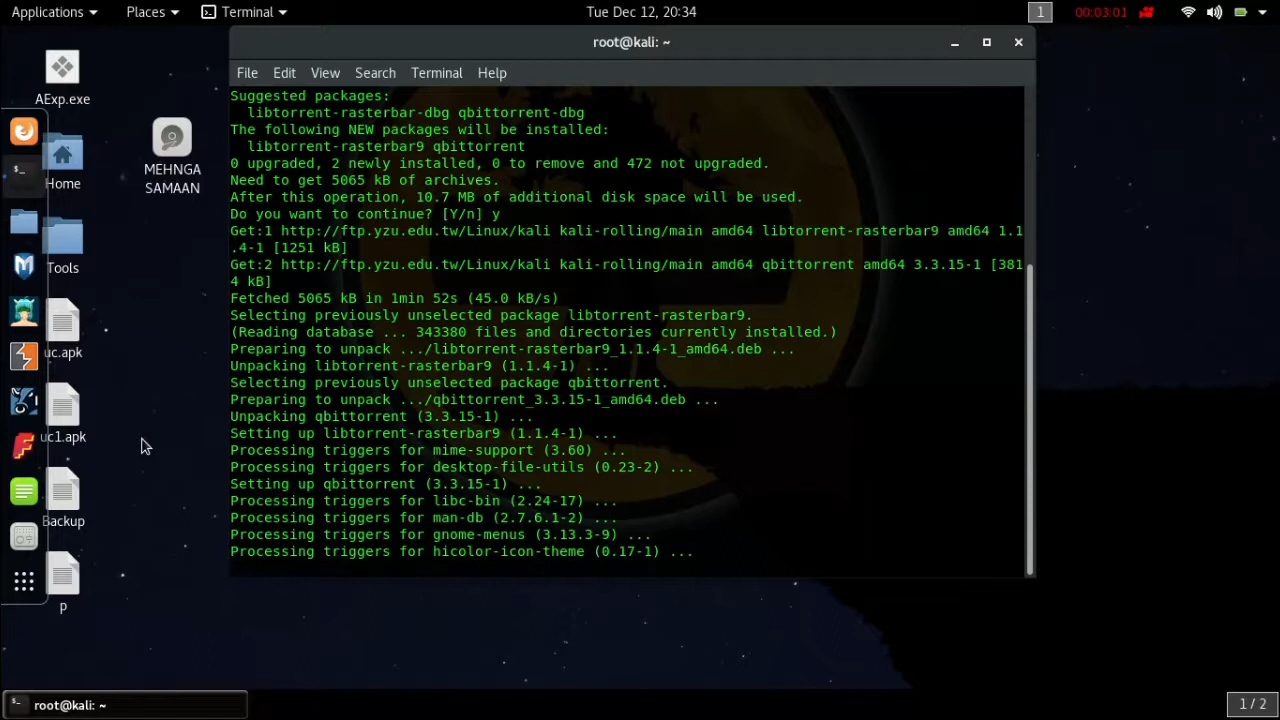 Applications Places Terminal Tue Dec 12, 20:34 1 00:03:01
root@kali: ~
File Edit View Search Terminal Help
AExp.exe
MEHNGA
SAMAAN
Home
Tools
uc.apk
uc1.apk
Backup
p
Suggested packages:
libtorrent-rasterbar-dbg qbittorrent-dbg
The following NEW packages will be installed:
libtorrent-rasterbar9 qbittorrent
0 upgraded, 2 newly installed, 0 to remove and 472 not upgraded.
Need to get 5065 kB of archives.
After this operation, 10.7 MB of additional disk space will be used.
Do you want to continue? [Y/n] y
Get:1 http://ftp.yzu.edu.tw/Linux/kali kali-rolling/main amd64 libtorrent-rasterbar9 amd64 1.1
.4-1 [1251 kB]
Get:2 http://ftp.yzu.edu.tw/Linux/kali kali-rolling/main amd64 qbittorrent amd64 3.3.15-1 [381
4 kB]
Fetched 5065 kB in 1min 52s (45.0 kB/s)
Selecting previously unselected package libtorrent-rasterbar9.
(Reading database ... 343380 files and directories currently installed.)
Preparing to unpack .../libtorrent-rasterbar9_1.1.4-1_amd64.deb ...
Unpacking libtorrent-rasterbar9 (1.1.4-1) ...
Selecting previously unselected package qbittorrent.
Preparing to unpack .../qbittorrent_3.3.15-1_amd64.deb ...
Unpacking qbittorrent (3.3.15-1) ...
Setting up libtorrent-rasterbar9 (1.1.4-1) ...
Processing triggers for mime-support (3.60) ...
Processing triggers for desktop-file-utils (0.23-2) ...
Setting up qbittorrent (3.3.15-1) ...
Processing triggers for libc-bin (2.24-17) ...
Processing triggers for man-db (2.7.6.1-2) ...
Processing triggers for gnome-menus (3.13.3-9) ...
Processing triggers for hicolor-icon-theme (0.17-1) ...
root@kali: ~
1 / 2